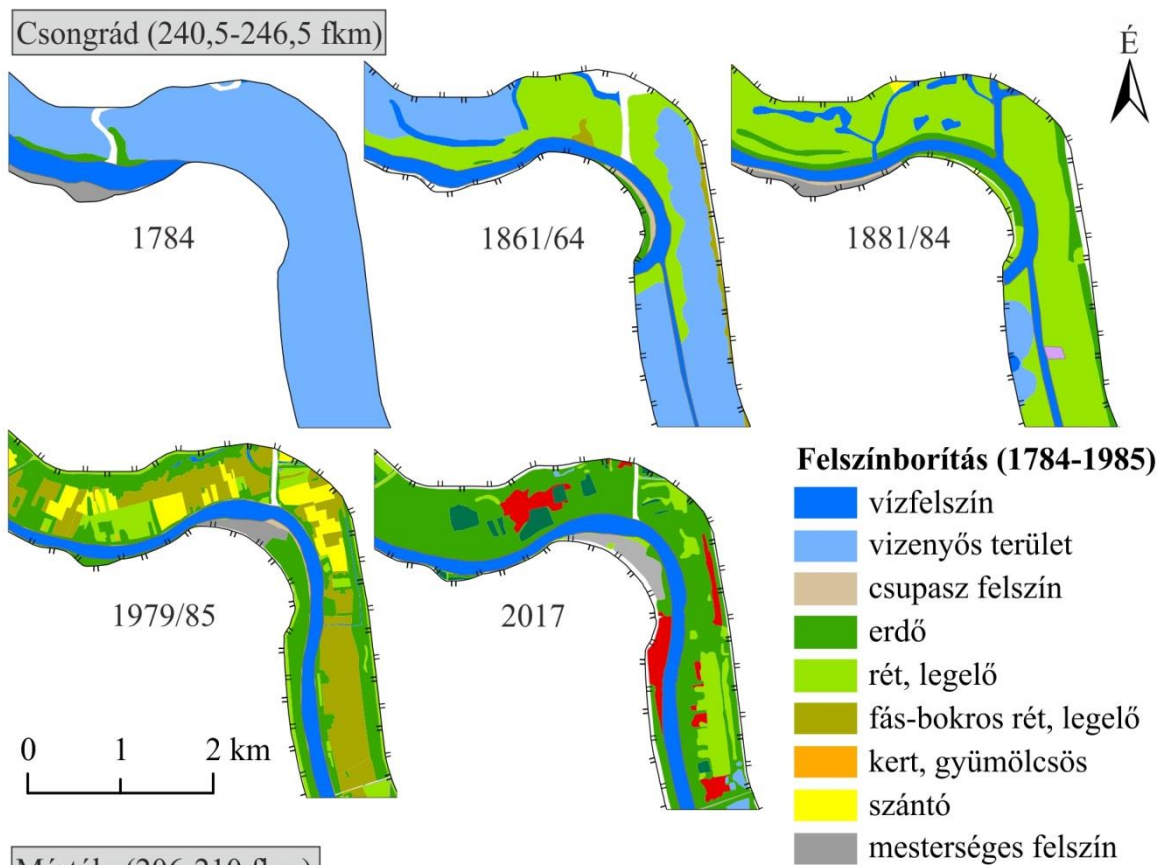 Csongrád (240,5-246,5 fkm)
É
1784
1861/64
1881/84
1979/85
2017
0 1 2 km
Felszínborítás (1784-1985)
vízfelszín
vizenyős terület
csupasz felszín
erdő
rét, legelő
fás-bokros rét, legelő
kert, gyümölcsös
szántó
mesterséges felszín